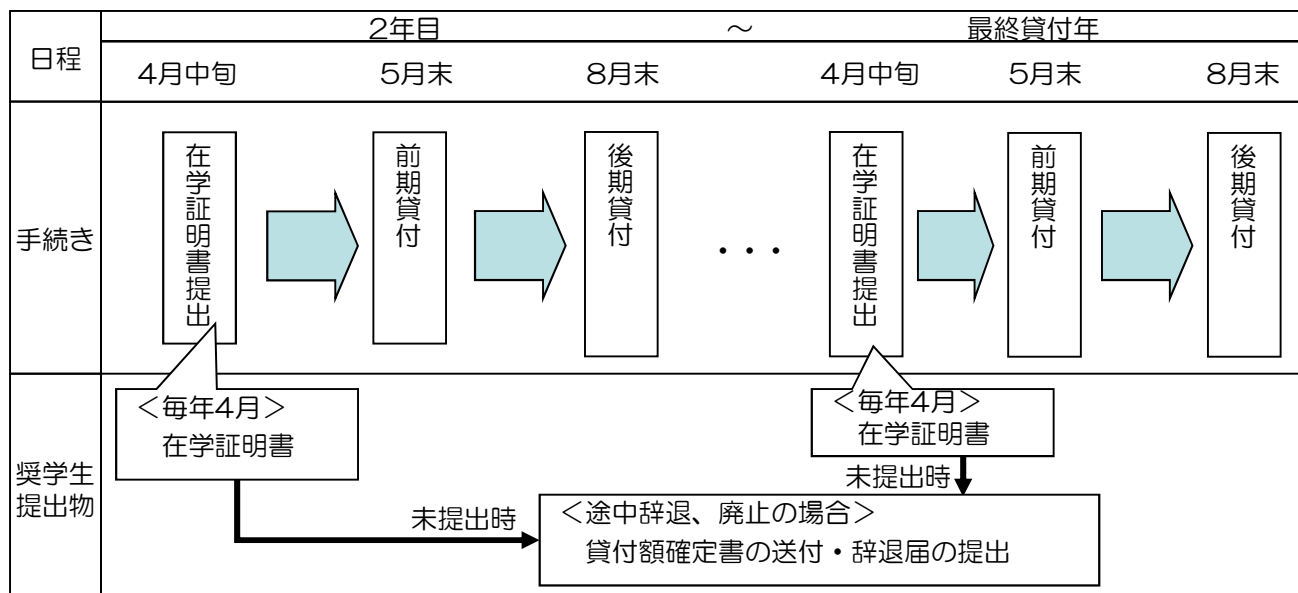 日程
2年目 ～ 最終貸付年
4月中旬 5月末 8月末 4月中旬 5月末 8月末
手続き
在学証明書提出
前期貸付
後期貸付
・・・
在学証明書提出
前期貸付
後期貸付
奨学生
提出物
＜毎年4月＞
在学証明書
＜毎年4月＞
在学証明書
未提出時
未提出時
＜途中辞退、廃止の場合＞
貸付額確定書の送付・辞退届の提出